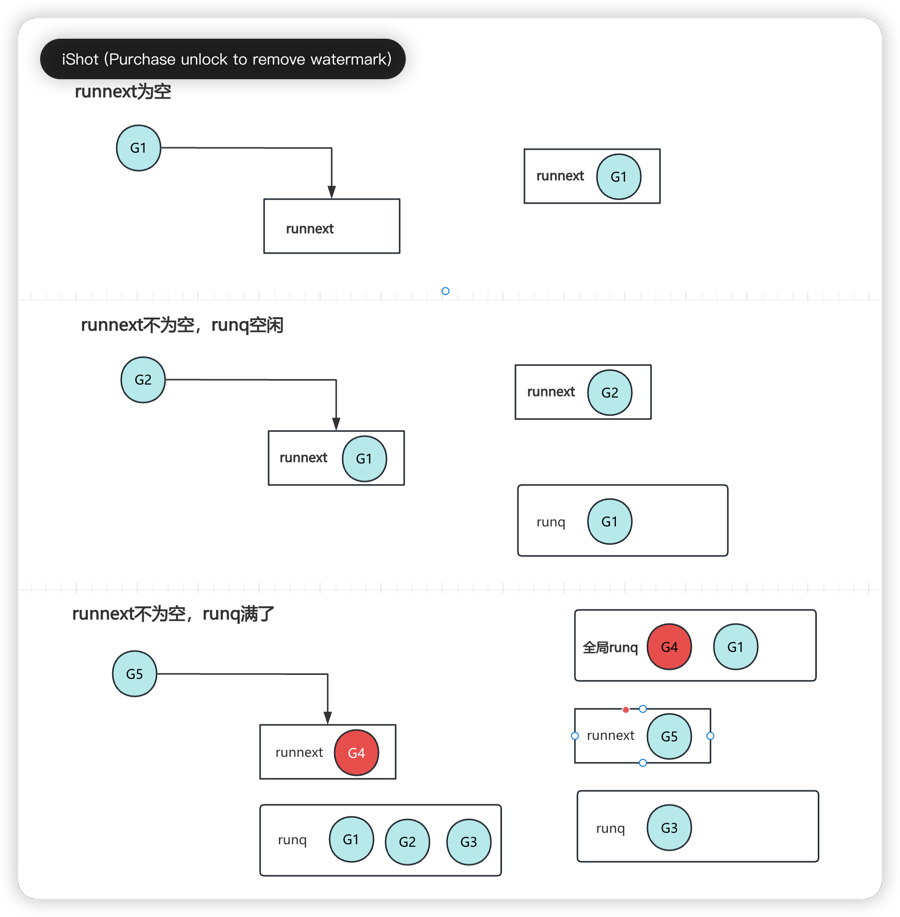 iShot (Purchase unlock to remove watermark)
runnext为空
G1
runnext
runnext G1
runnext不为空，runq空闲
G2
runnext G1
runnext G2
runq G1
runnext不为空，runq满了
G5
runnext G4
runq G1 G2 G3
全局runq G4 G1
runnext G5
runq G3